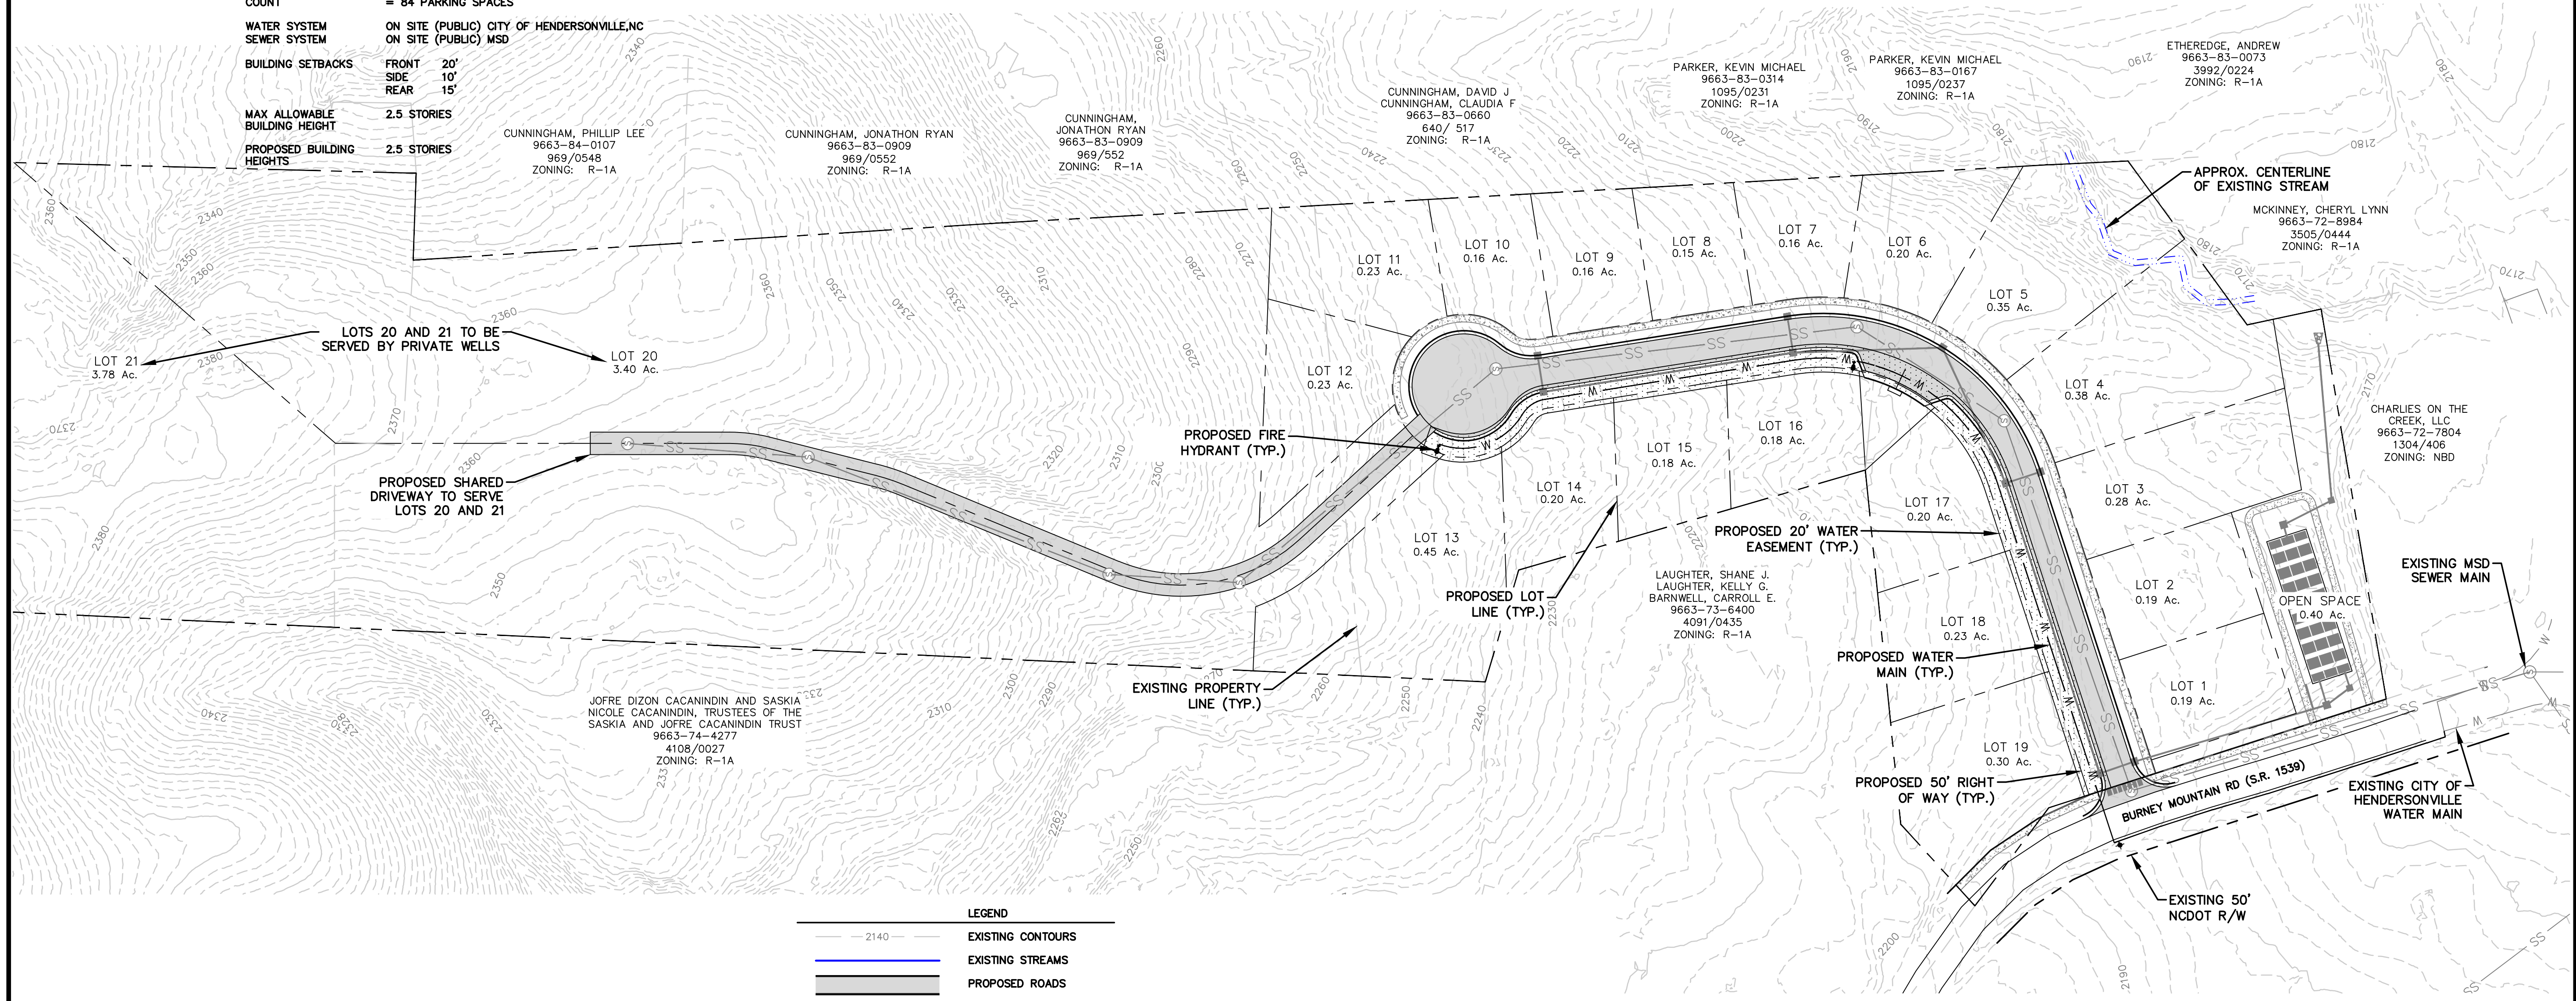 COUNT = 84 PARKING SPACES
WATER SYSTEM ON SITE (PUBLIC) CITY OF HENDERSONVILLE,NC
SEWER SYSTEM ON SITE (PUBLIC) MSD
BUILDING SETBACKS FRONT 20'
SIDE 10'
REAR 15'
MAX ALLOWABLE 2.5 STORIES
BUILDING HEIGHT
PROPOSED BUILDING 2.5 STORIES
HEIGHTS
CUNNINGHAM, PHILLIP LEE
9663-84-0107
969/0548
ZONING: R-1A
CUNNINGHAM, JONATHON RYAN
9663-83-0909
969/0552
ZONING: R-1A
CUNNINGHAM,
JONATHON RYAN
9663-83-0909
969/552
ZONING: R-1A
CUNNINGHAM, DAVID J
CUNNINGHAM, CLAUDIA F
9663-83-0660
640/ 517
ZONING: R-1A
PARKER, KEVIN MICHAEL
9663-83-0314
1095/0231
ZONING: R-1A
PARKER, KEVIN MICHAEL
9663-83-0167
1095/0237
ZONING: R-1A
ETHEREDGE, ANDREW
9663-83-0073
3992/0224
ZONING: R-1A
APPROX. CENTERLINE
OF EXISTING STREAM
MCKINNEY, CHERYL LYNN
9663-72-8984
3505/0444
ZONING: R-1A
LOT 11
0.23 Ac.
LOT 10
0.16 Ac.
LOT 9
0.16 Ac.
LOT 8
0.15 Ac.
LOT 7
0.16 Ac.
LOT 6
0.20 Ac.
LOT 5
0.35 Ac.
LOT 4
0.38 Ac.
LOT 3
0.28 Ac.
LOT 2
0.19 Ac.
LOT 1
0.19 Ac.
OPEN SPACE
0.40 Ac.
CHARLIES ON THE
CREEK, LLC
9663-72-7804
1304/406
ZONING: NBD
LOTS 20 AND 21 TO BE
SERVED BY PRIVATE WELLS
LOT 21
3.78 Ac.
LOT 20
3.40 Ac.
LOT 12
0.23 Ac.
PROPOSED FIRE
HYDRANT (TYP.)
PROPOSED SHARED
DRIVEWAY TO SERVE
LOTS 20 AND 21
LOT 13
0.45 Ac.
LOT 14
0.20 Ac.
LOT 15
0.18 Ac.
LOT 16
0.18 Ac.
LOT 17
0.20 Ac.
LOT 18
0.23 Ac.
LOT 19
0.30 Ac.
PROPOSED 20' WATER
EASEMENT (TYP.)
PROPOSED LOT
LINE (TYP.)
LAUGHTER, SHANE J.
LAUGHTER, KELLY G.
BARNWELL, CARROLL E.
9663-73-6400
4091/0435
ZONING: R-1A
PROPOSED WATER
MAIN (TYP.)
EXISTING PROPERTY
LINE (TYP.)
PROPOSED 50' RIGHT
OF WAY (TYP.)
EXISTING MSD
SEWER MAIN
BURNEY MOUNTAIN RD (S.R. 1539)
EXISTING CITY OF
HENDERSONVILLE
WATER MAIN
EXISTING 50'
NCDOT R/W
JOFRE DIZON CACANINDIN AND SASKIA
NICOLE CACANINDIN, TRUSTEES OF THE
SASKIA AND JOFRE CACANINDIN TRUST
9663-74-4277
4108/0027
ZONING: R-1A
LEGEND
2140 EXISTING CONTOURS
EXISTING STREAMS
PROPOSED ROADS